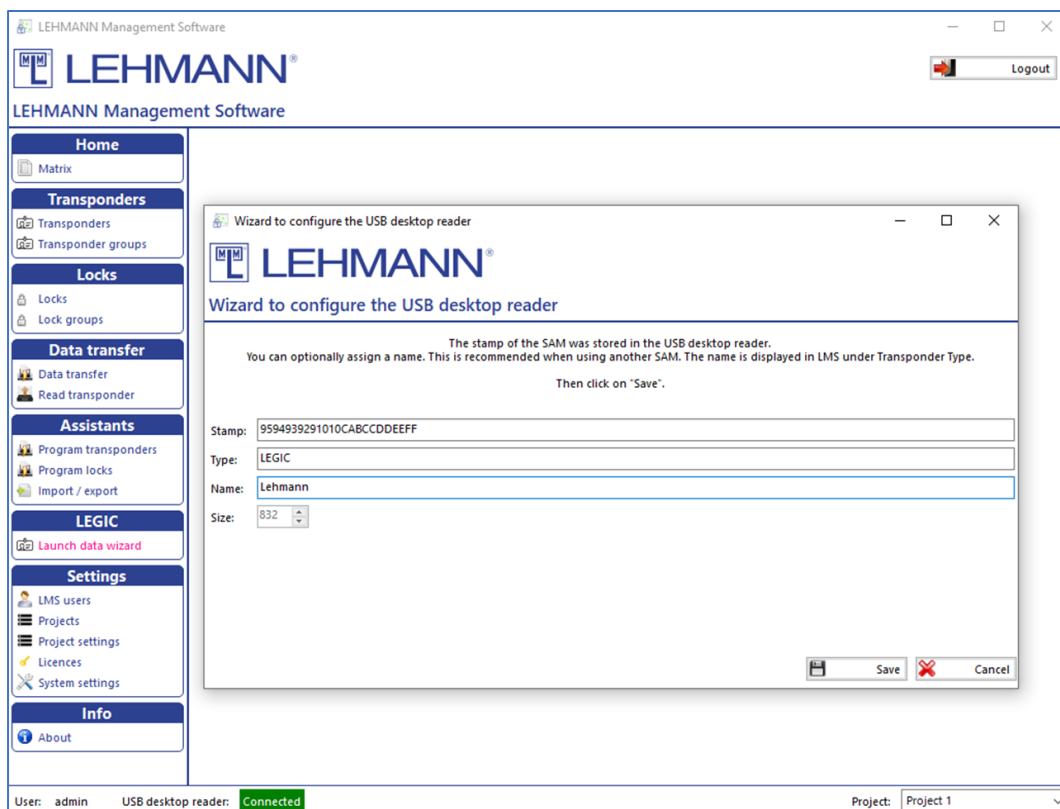 LEHMANN Management Software
LEHMANN®
Logout
LEHMANN Management Software
Home
Matrix
Transponders
Transponders
Transponder groups
Locks
Locks
Lock groups
Data transfer
Data transfer
Read transponder
Assistants
Program transponders
Program locks
Import / export
LEGIC
Launch data wizard
Settings
LMS users
Projects
Project settings
Licences
System settings
Info
About
Wizard to configure the USB desktop reader
LEHMANN®
Wizard to configure the USB desktop reader
The stamp of the SAM was stored in the USB desktop reader.
You can optionally assign a name. This is recommended when using another SAM. The name is displayed in LMS under Transponder Type.
Then click on "Save".
Stamp: 9594939291010CABCCDDEEFF
Type: LEGIC
Name: Lehmann
Size: 832
Save Cancel
User: admin USB desktop reader: Connected Project: Project 1